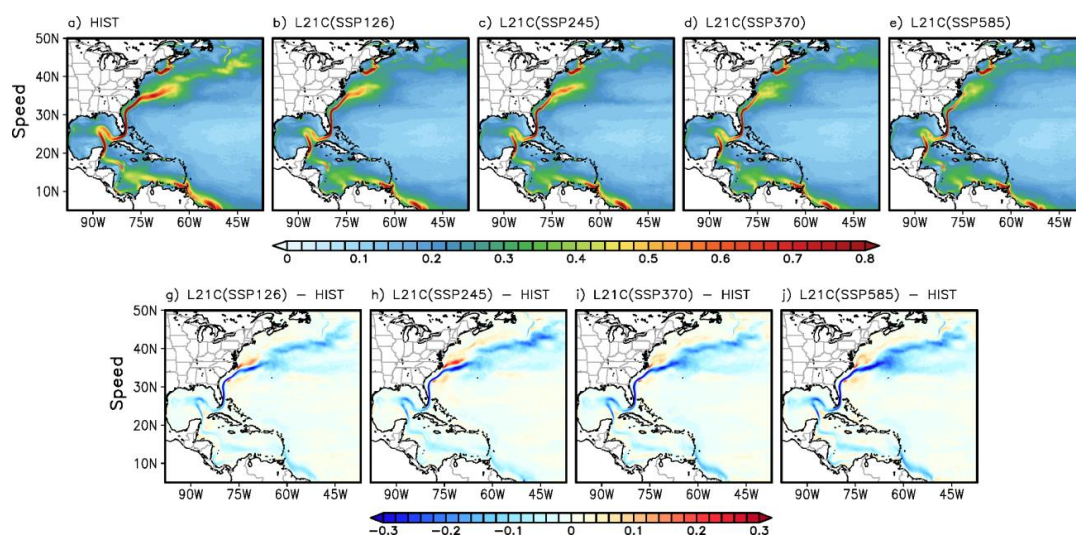 a) HIST
b) L21C(SSP126)
c) L21C(SSP245)
d) L21C(SSP370)
e) L21C(SSP585)
Speed
50N
40N
30N
20N
10N
90W 75W 60W 45W
90W 75W 60W 45W
90W 75W 60W 45W
90W 75W 60W 45W
90W 75W 60W 45W
0 0.1 0.2 0.3 0.4 0.5 0.6 0.7 0.8
g) L21C(SSP126) – HIST
h) L21C(SSP245) – HIST
i) L21C(SSP370) – HIST
j) L21C(SSP585) – HIST
Speed
50N
40N
30N
20N
10N
90W 75W 60W 45W
90W 75W 60W 45W
90W 75W 60W 45W
90W 75W 60W 45W
-0.3 -0.2 -0.1 0 0.1 0.2 0.3